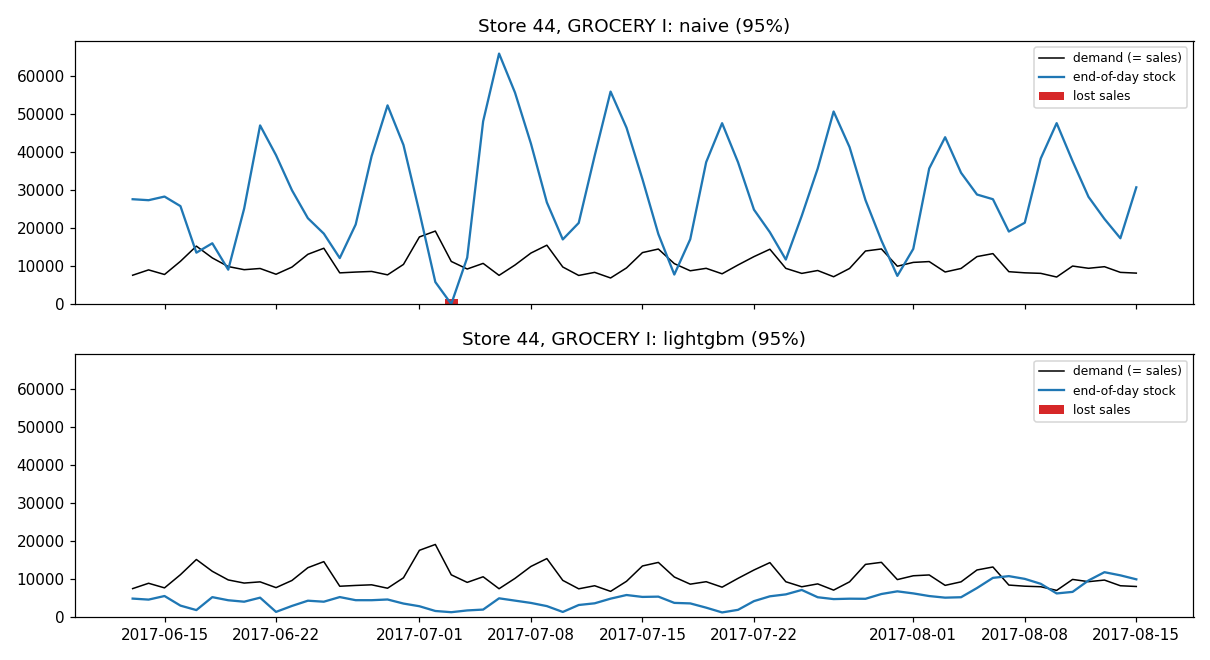 Store 44, GROCERY I: naive (95%)
demand (= sales)
end-of-day stock
lost sales
60000
50000
40000
30000
20000
10000
0
Store 44, GROCERY I: lightgbm (95%)
demand (= sales)
end-of-day stock
lost sales
60000
50000
40000
30000
20000
10000
0
2017-06-15 2017-06-22 2017-07-01 2017-07-08 2017-07-15 2017-07-22 2017-08-01 2017-08-08 2017-08-15